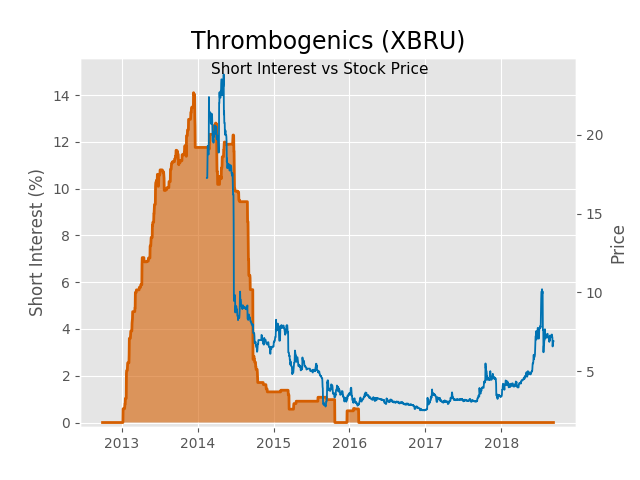 Thrombogenics (XBRU)
Short Interest vs Stock Price
Short Interest (%)
14
12
10
8
6
4
2
0
20
15
10
5
Price
2013 2014 2015 2016 2017 2018